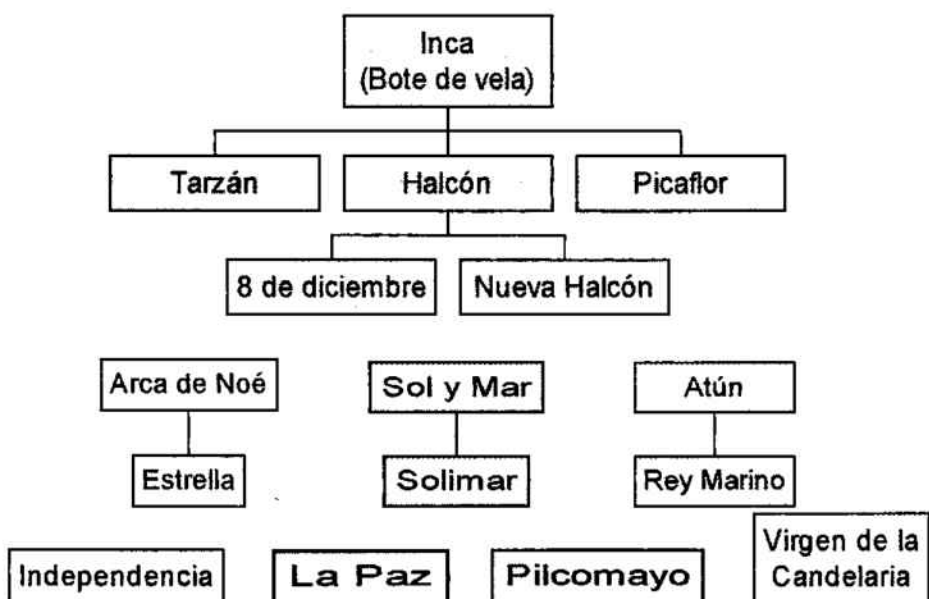 Inca
(Bote de vela)
Tarzán
Halcón
Picaflor
8 de diciembre
Nueva Halcón
Arca de Noé
Sol y Mar
Atún
Estrella
Solimar
Rey Marino
Independencia
La Paz
Pilcomayo
Virgen de la
Candelaria